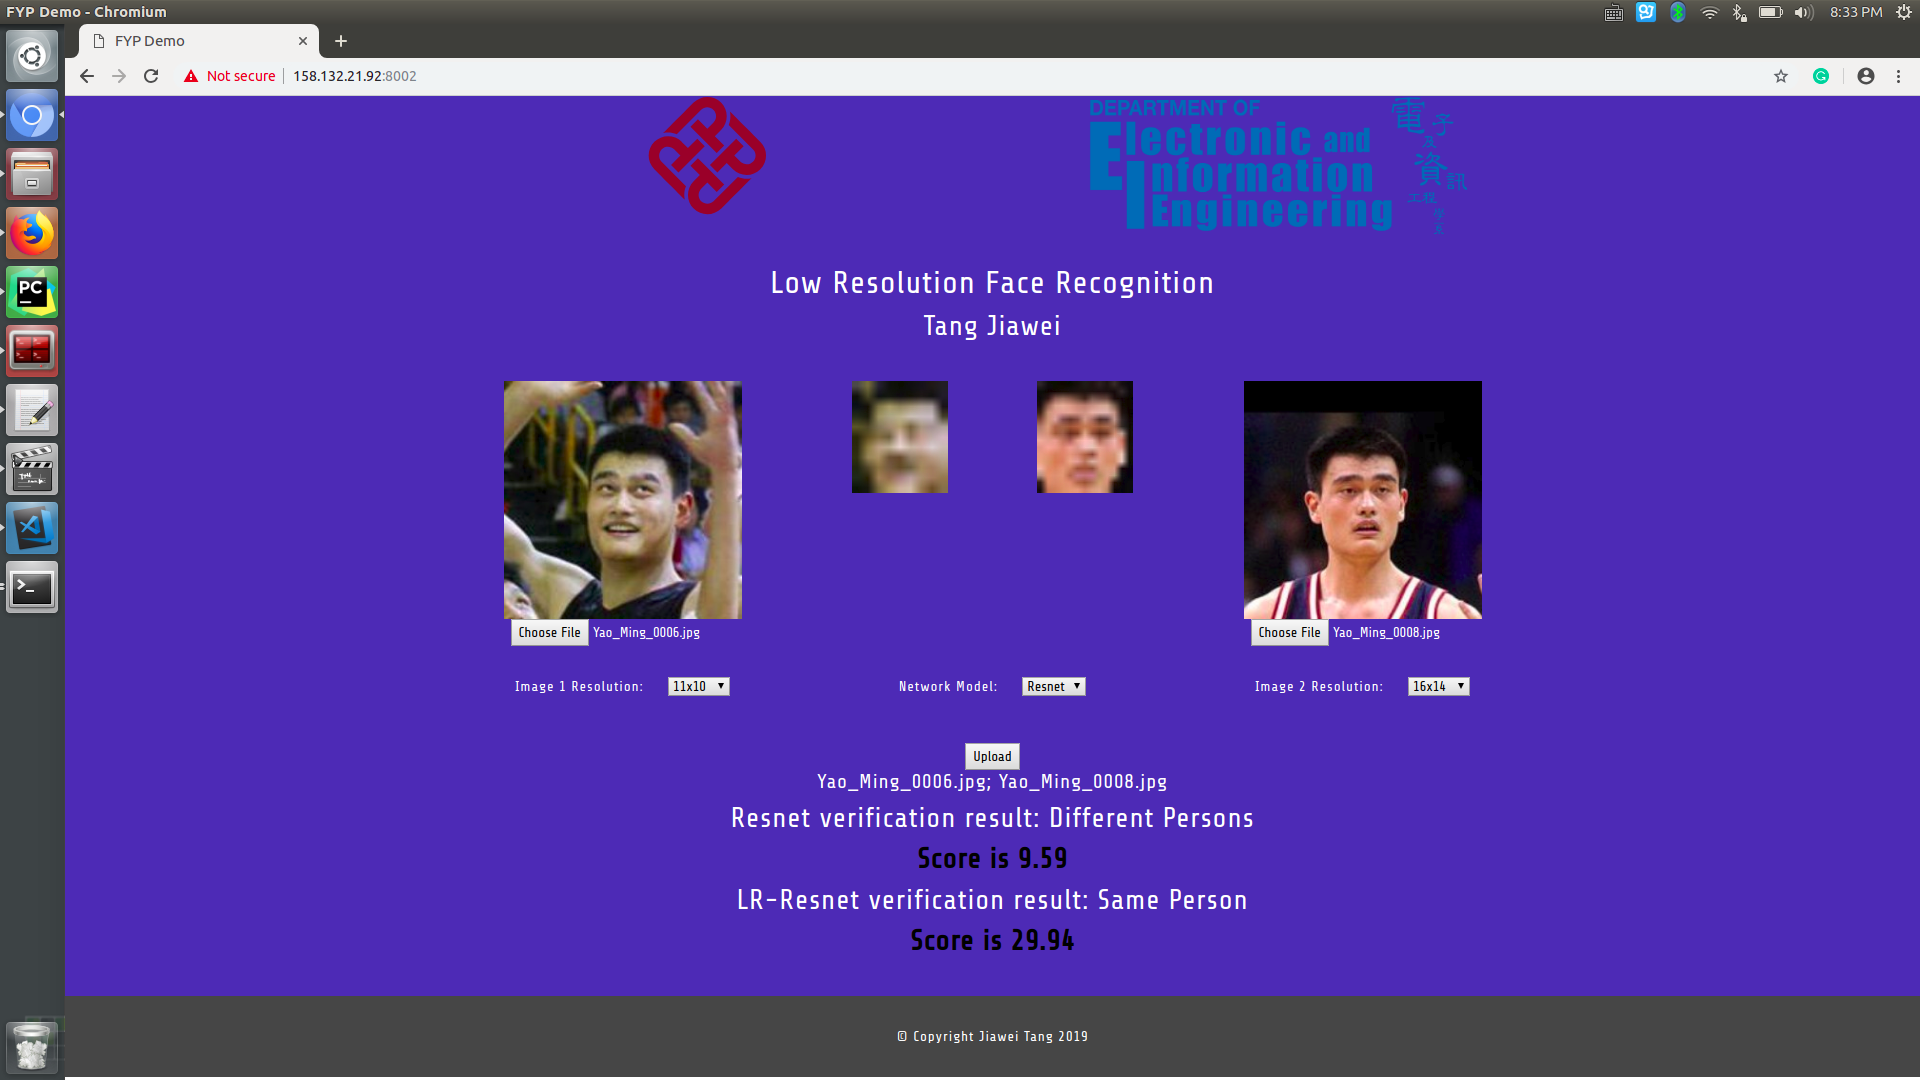 FYP Demo - Chromium
8:33 PM
FYP Demo
Not secure
158.132.21.92:8002
DEPARTMENT OF
Electronic and
Information
Engineering
電子
及
資訊
工程
學
系
Low Resolution Face Recognition
Tang Jiawei
Choose File Yao_Ming_0006.jpg
Choose File Yao_Ming_0008.jpg
Image 1 Resolution: 11x10
Network Model: Resnet
Image 2 Resolution: 16x14
Upload
Yao_Ming_0006.jpg; Yao_Ming_0008.jpg
Resnet verification result: Different Persons
Score is 9.59
LR-Resnet verification result: Same Person
Score is 29.94
© Copyright Jiawei Tang 2019
PC